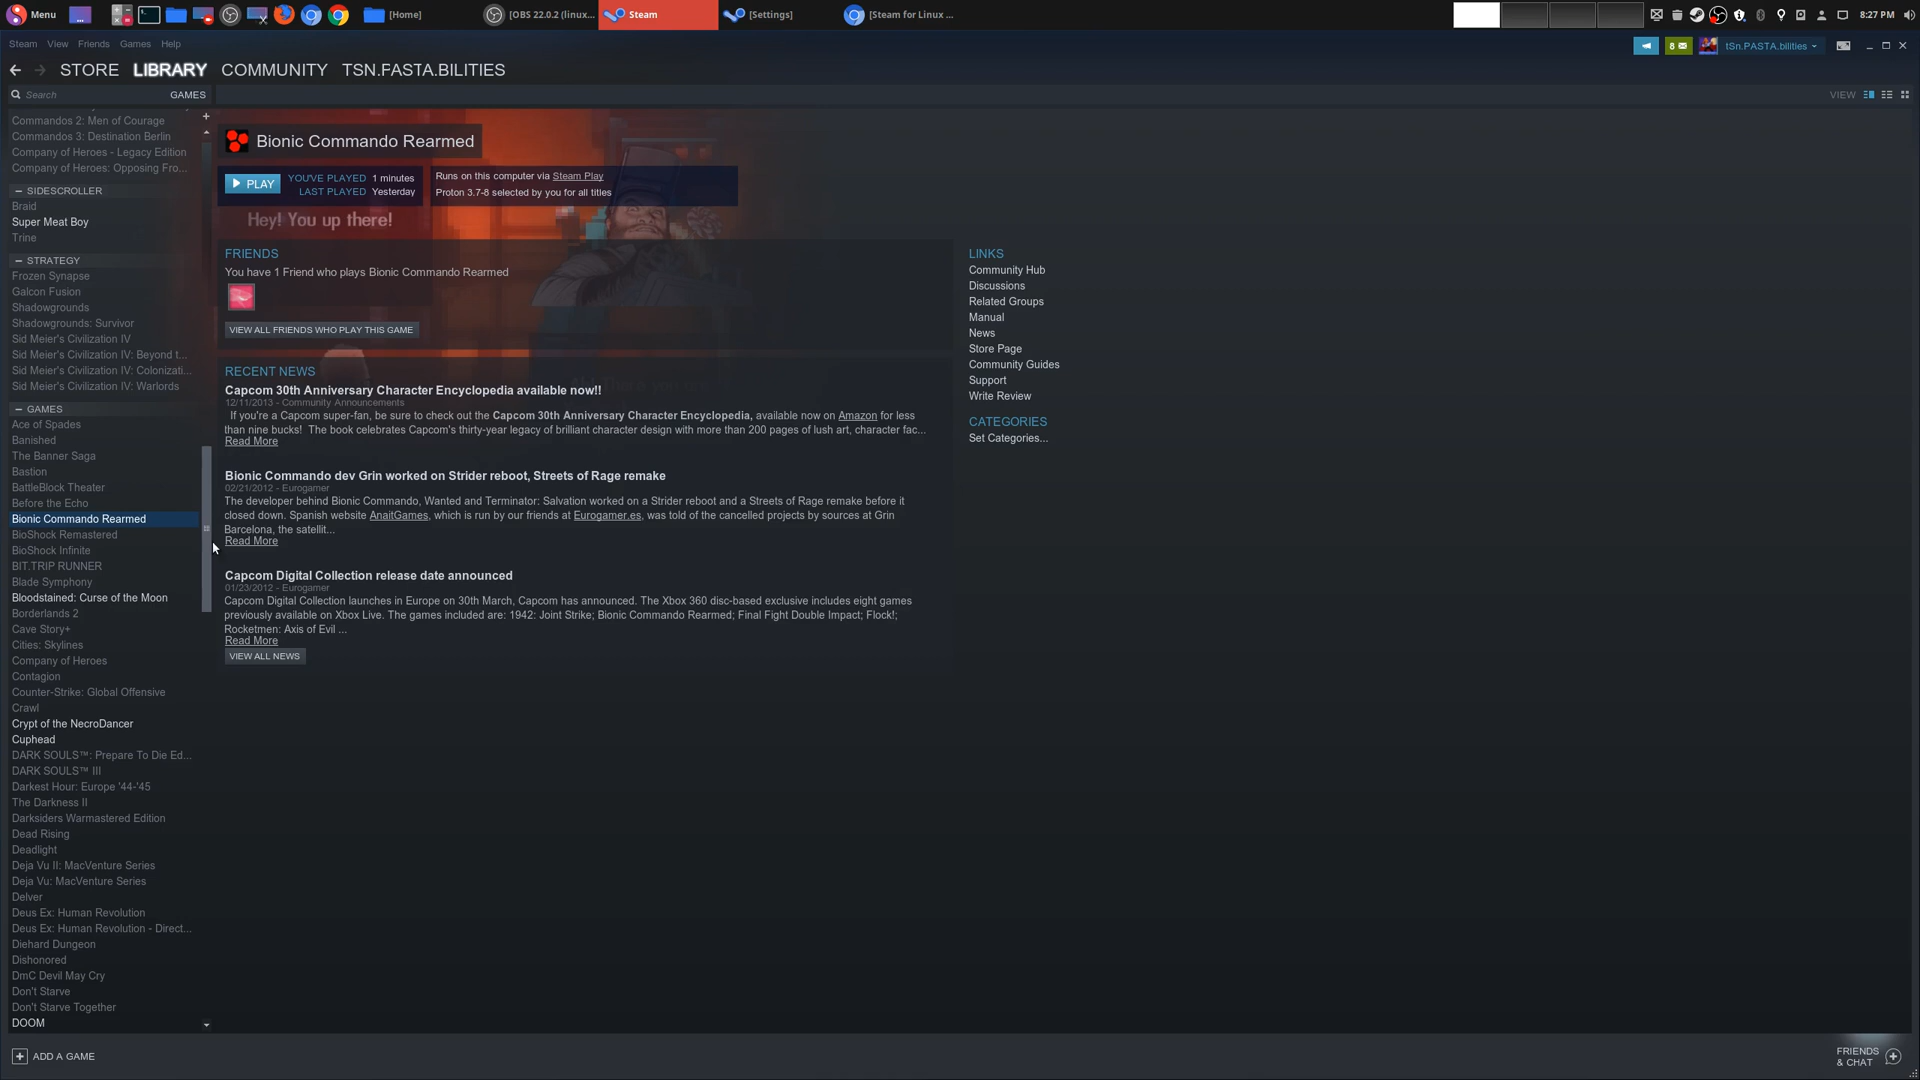 Menu
[Home]
[OBS 22.0.2 (linux...
Steam
[Settings]
[Steam for Linux ...
8:27 PM
Steam View Friends Games Help
8
tSn.PASTA.bilities
STORE LIBRARY COMMUNITY TSN.FASTA.BILITIES
Search
GAMES
VIEW
Commandos 2: Men of Courage
Commandos 3: Destination Berlin
Company of Heroes - Legacy Edition
Company of Heroes: Opposing Fro...
SIDESCROLLER
Braid
Super Meat Boy
Trine
STRATEGY
Frozen Synapse
Galcon Fusion
Shadowgrounds
Shadowgrounds: Survivor
Sid Meier's Civilization IV
Sid Meier's Civilization IV: Beyond t...
Sid Meier's Civilization IV: Colonizati...
Sid Meier's Civilization IV: Warlords
GAMES
Ace of Spades
Banished
The Banner Saga
Bastion
BattleBlock Theater
Before the Echo
Bionic Commando Rearmed
BioShock Remastered
BioShock Infinite
BIT.TRIP RUNNER
Blade Symphony
Bloodstained: Curse of the Moon
Borderlands 2
Cave Story+
Cities: Skylines
Company of Heroes
Contagion
Counter-Strike: Global Offensive
Crawl
Crypt of the NecroDancer
Cuphead
DARK SOULS™: Prepare To Die Ed...
DARK SOULS™ III
Darkest Hour: Europe '44-'45
The Darkness II
Darksiders Warmastered Edition
Dead Rising
Deadlight
Deja Vu II: MacVenture Series
Deja Vu: MacVenture Series
Delver
Deus Ex: Human Revolution
Deus Ex: Human Revolution - Direct...
Diehard Dungeon
Dishonored
DmC Devil May Cry
Don't Starve
Don't Starve Together
DOOM
Bionic Commando Rearmed
PLAY
YOU'VE PLAYED 1 minutes
LAST PLAYED Yesterday
Runs on this computer via Steam Play
Proton 3.7-8 selected by you for all titles
Hey! You up there!
FRIENDS
You have 1 Friend who plays Bionic Commando Rearmed
VIEW ALL FRIENDS WHO PLAY THIS GAME
RECENT NEWS
Capcom 30th Anniversary Character Encyclopedia available now!!
12/11/2013 - Community Announcements
If you're a Capcom super-fan, be sure to check out the Capcom 30th Anniversary Character Encyclopedia, available now on Amazon for less
than nine bucks! The book celebrates Capcom's thirty-year legacy of brilliant character design with more than 200 pages of lush art, character fac...
Read More
Bionic Commando dev Grin worked on Strider reboot, Streets of Rage remake
02/21/2012 - Eurogamer
The developer behind Bionic Commando, Wanted and Terminator: Salvation worked on a Strider reboot and a Streets of Rage remake before it
closed down. Spanish website AnaitGames, which is run by our friends at Eurogamer.es, was told of the cancelled projects by sources at Grin
Barcelona, the satellit...
Read More
Capcom Digital Collection release date announced
01/23/2012 - Eurogamer
Capcom Digital Collection launches in Europe on 30th March, Capcom has announced. The Xbox 360 disc-based exclusive includes eight games
previously available on Xbox Live. The games included are: 1942: Joint Strike; Bionic Commando Rearmed; Final Fight Double Impact; Flock!;
Rocketmen: Axis of Evil ...
Read More
VIEW ALL NEWS
LINKS
Community Hub
Discussions
Related Groups
Manual
News
Store Page
Community Guides
Support
Write Review
CATEGORIES
Set Categories...
ADD A GAME
FRIENDS
& CHAT